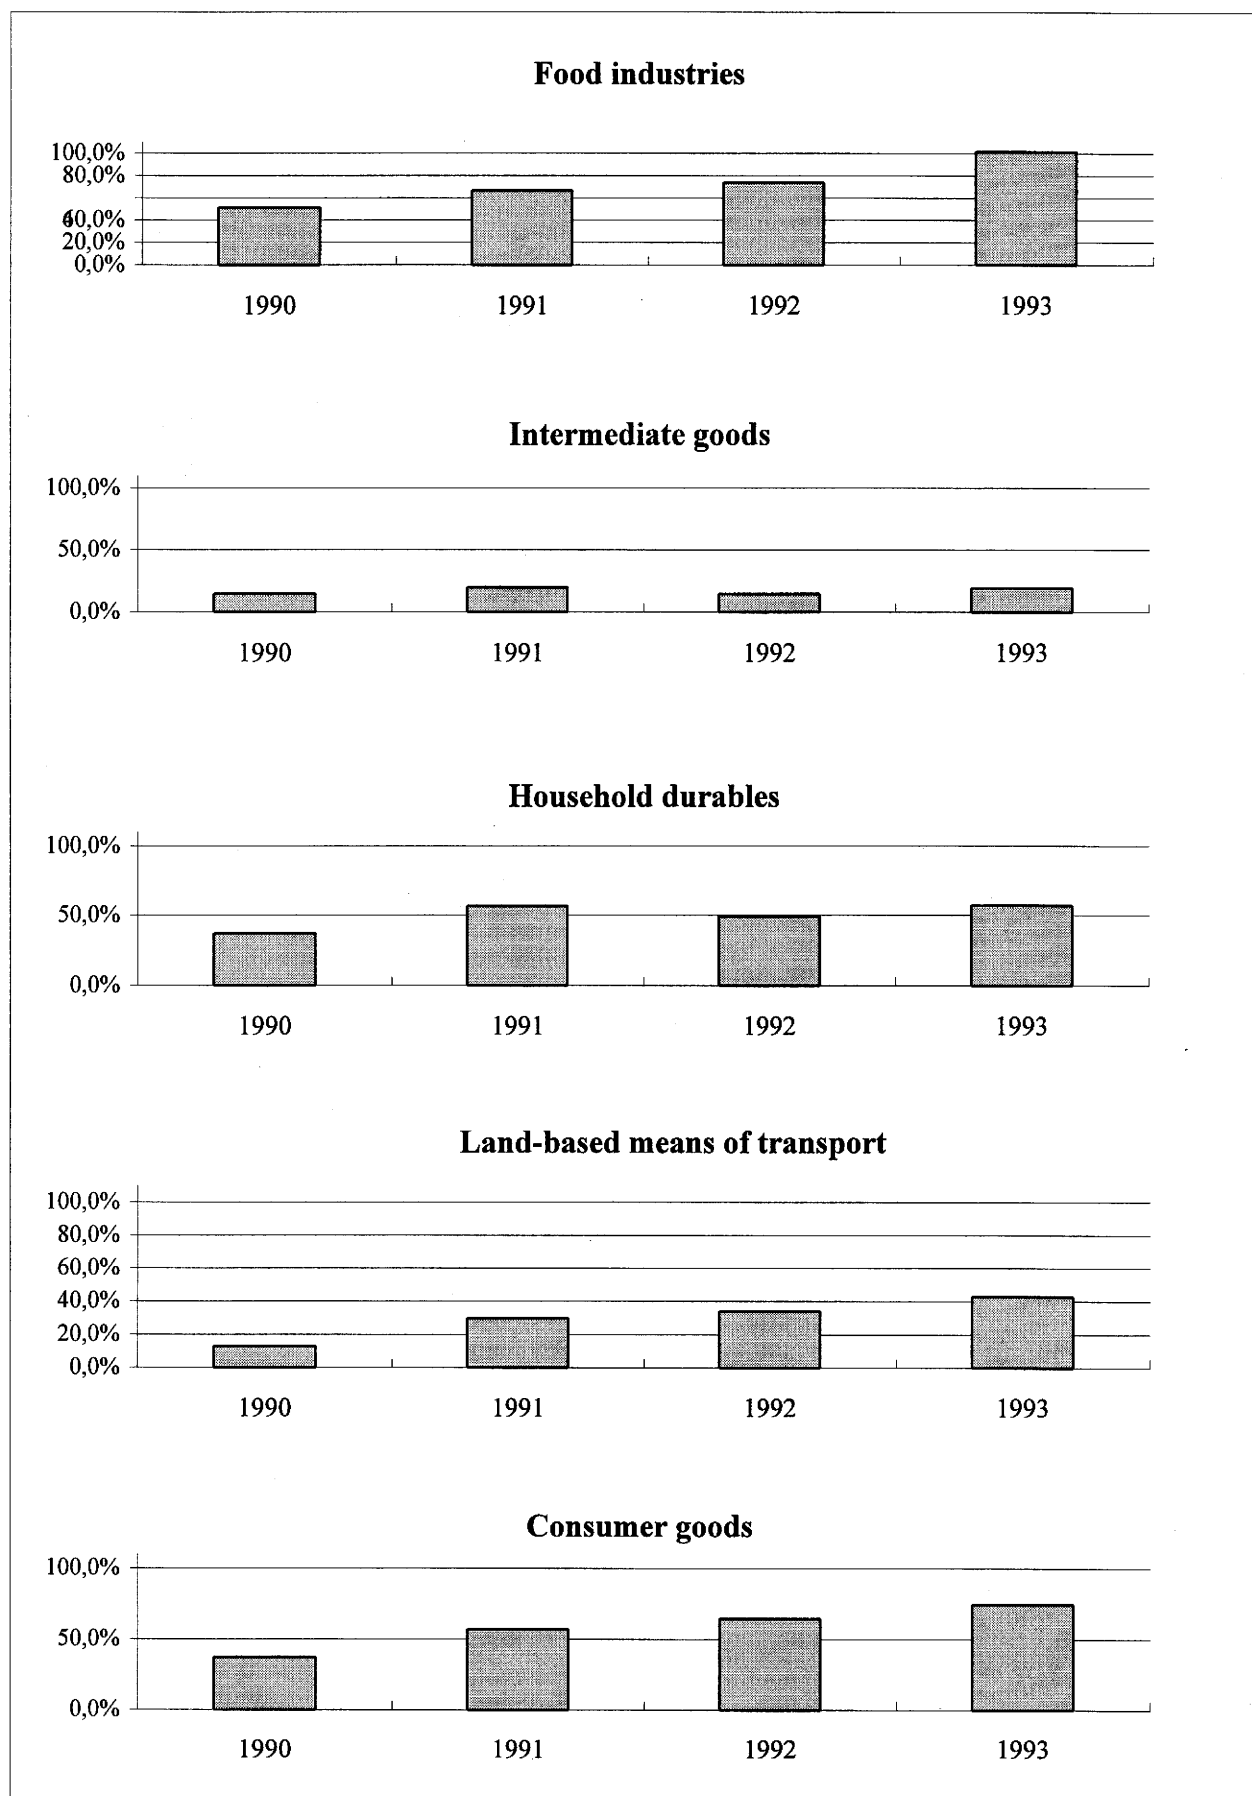 Food industries
100,0%
80,0%
40,0%
20,0%
0,0%
1990 1991 1992 1993
Intermediate goods
100,0%
50,0%
0,0%
1990 1991 1992 1993
Household durables
100,0%
50,0%
0,0%
1990 1991 1992 1993
Land-based means of transport
100,0%
80,0%
60,0%
40,0%
20,0%
0,0%
1990 1991 1992 1993
Consumer goods
100,0%
50,0%
0,0%
1990 1991 1992 1993